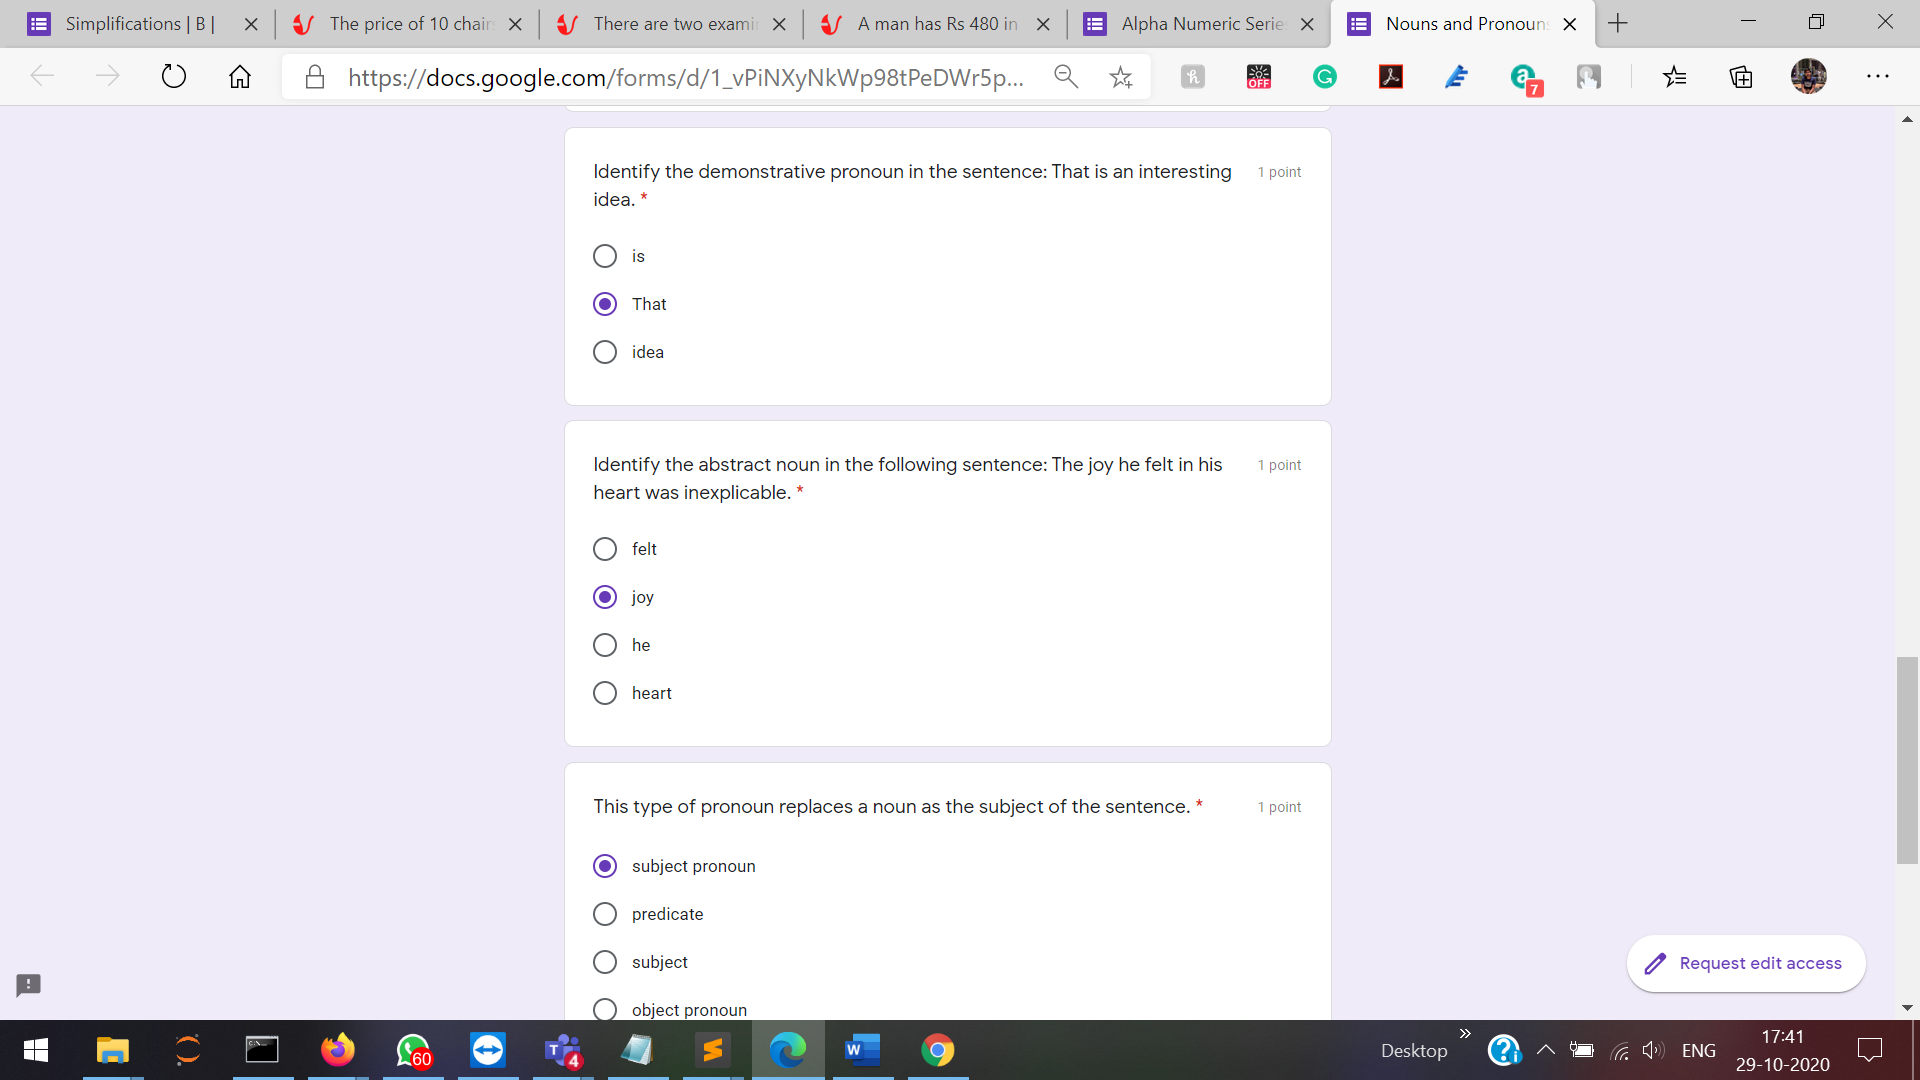 Simplifications | B |
The price of 10 chair
There are two exami
A man has Rs 480 in
Alpha Numeric Serie
Nouns and Pronoun
https://docs.google.com/forms/d/1_vPiNXyNkWp98tPeDWr5p...
OFF
7
Identify the demonstrative pronoun in the sentence: That is an interesting
idea. *
1 point
is
That
idea
Identify the abstract noun in the following sentence: The joy he felt in his
heart was inexplicable. *
1 point
felt
joy
he
heart
This type of pronoun replaces a noun as the subject of the sentence. *
1 point
subject pronoun
predicate
subject
object pronoun
Request edit access
60
4
Desktop
ENG
17:41
29-10-2020